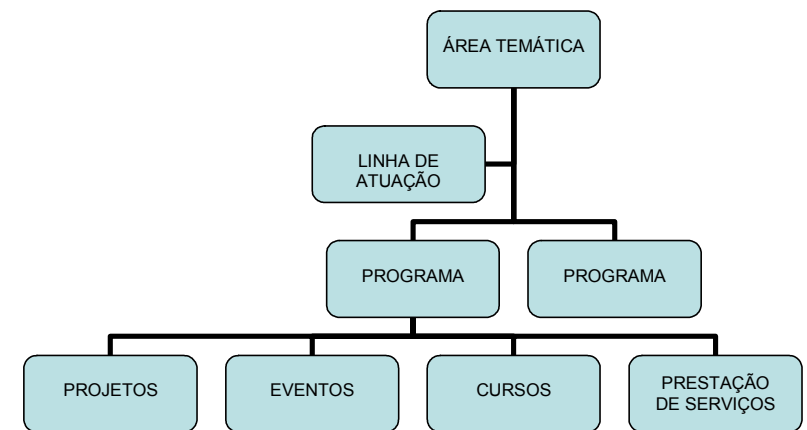 ÁREA TEMÁTICA
LINHA DE
ATUAÇÃO
PROGRAMA
PROGRAMA
PROJETOS
EVENTOS
CURSOS
PRESTAÇÃO
DE SERVIÇOS